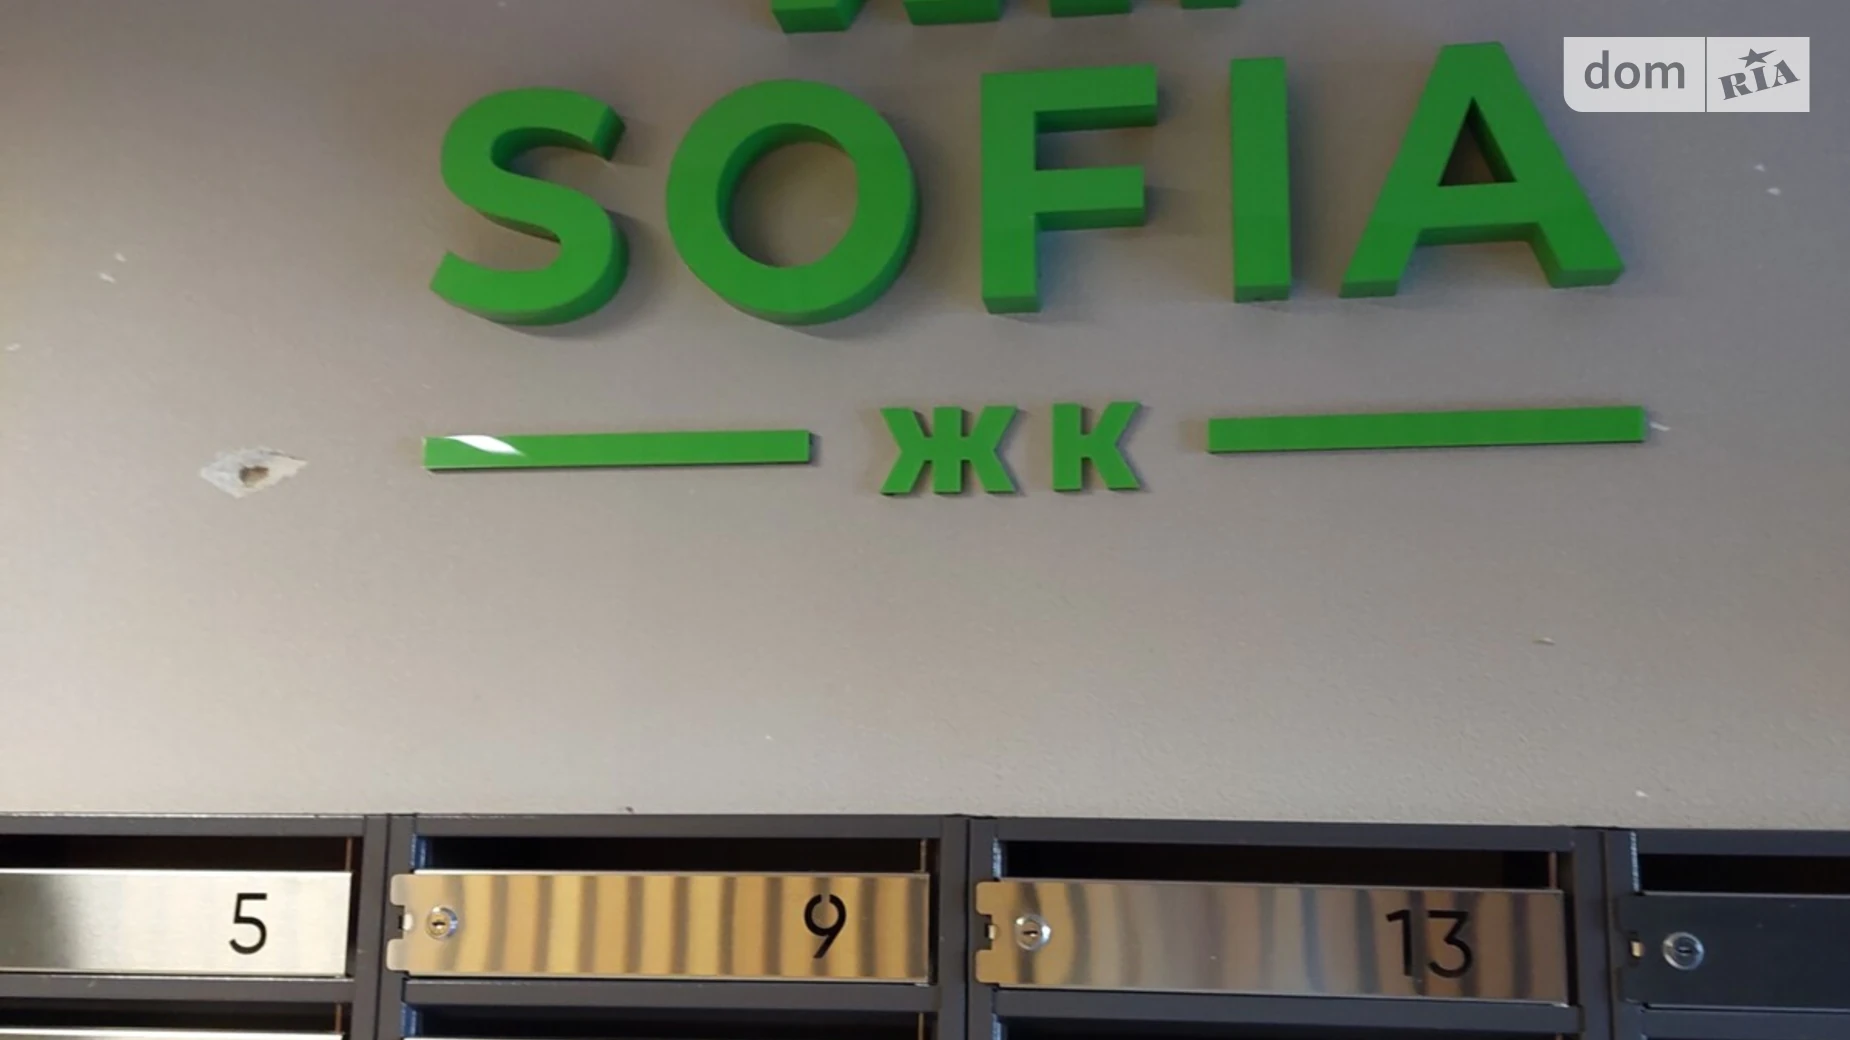 dom RIA
SOFIA
ЖК
5 9 13